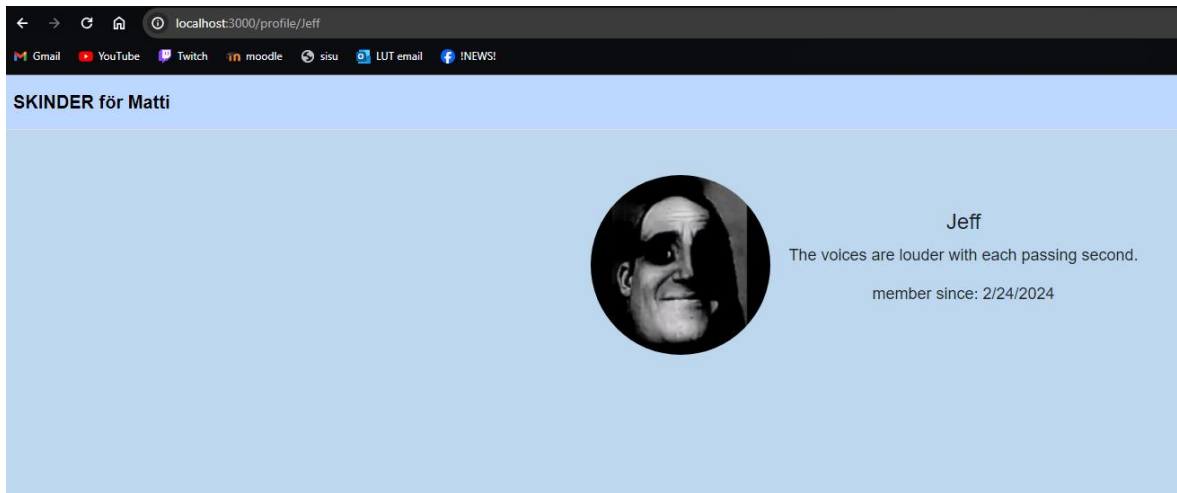 localhost:3000/profile/Jeff
Gmail YouTube Twitch moodle sisu LUT email !NEWS!
SKINDER för Matti
Jeff
The voices are louder with each passing second.
member since: 2/24/2024